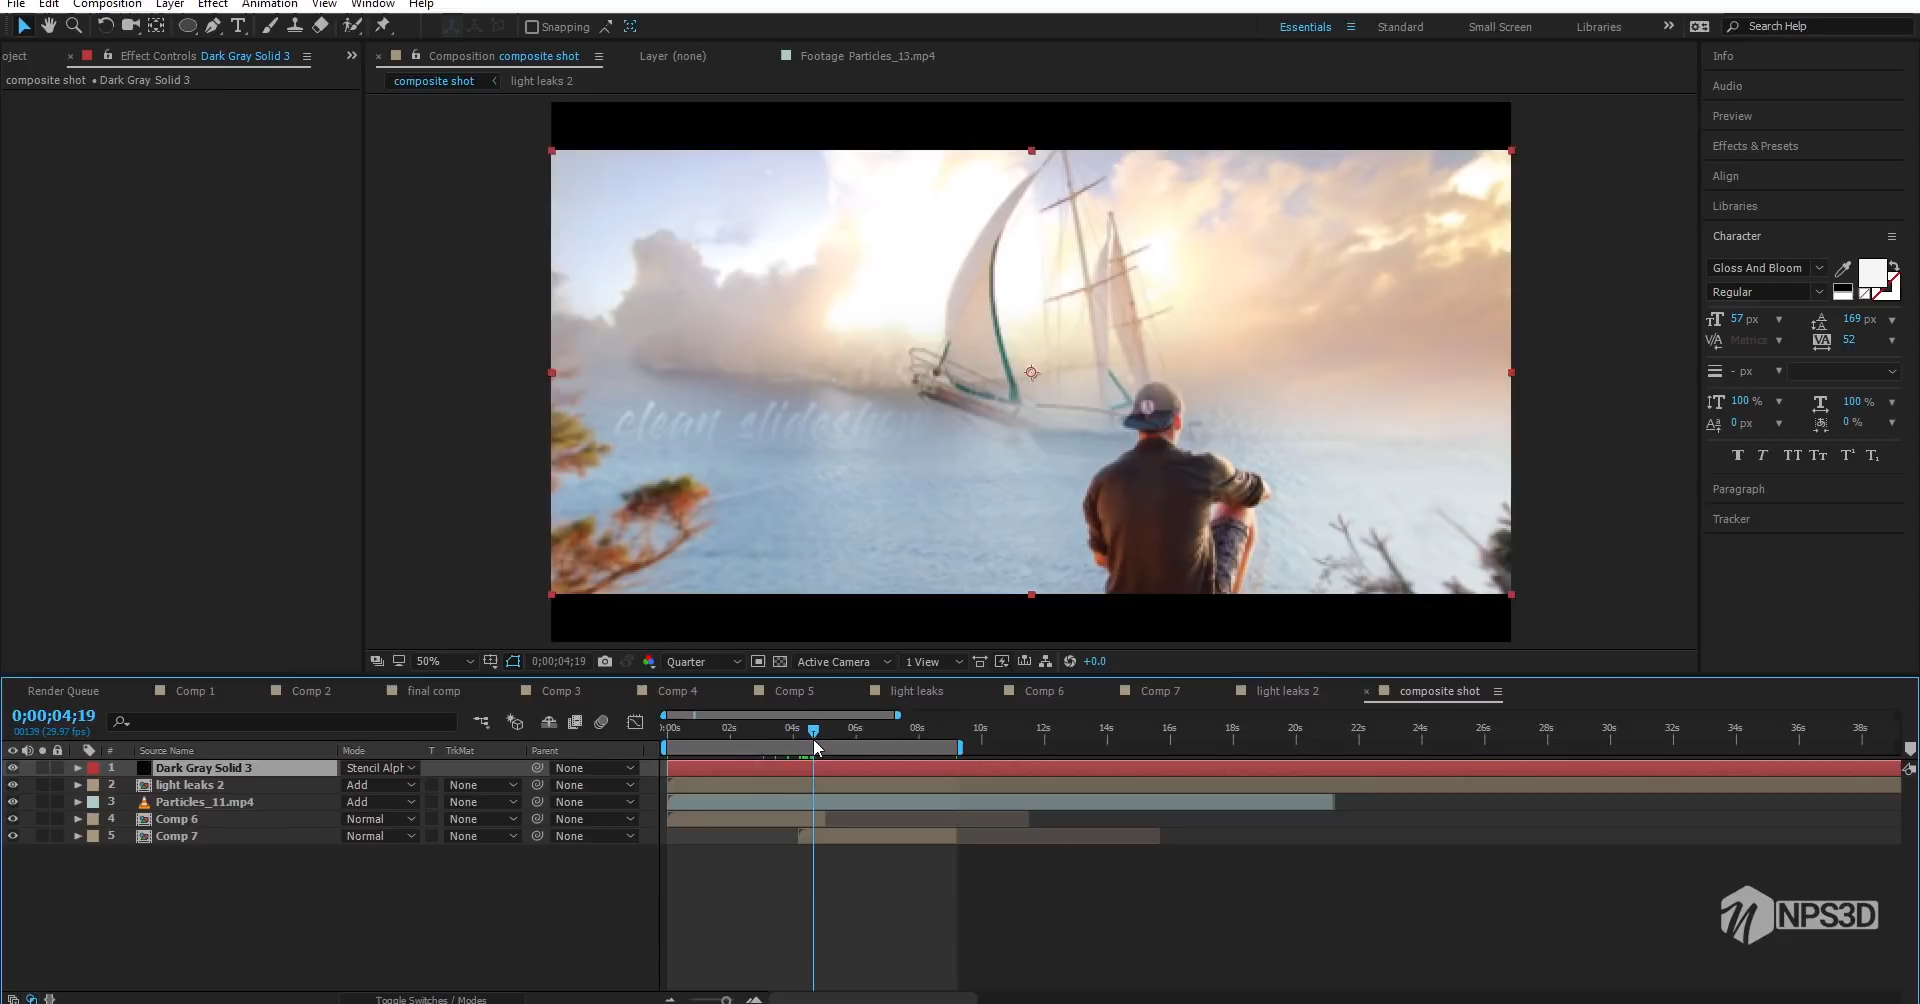 File Edit Composition Layer Effect Animation View Window Help
Snapping Essentials Standard Small Screen Libraries Search Help
oject Effect Controls Dark Gray Solid 3 Composition composite shot Layer (none) Footage Particles_13.mp4 Info
composite shot • Dark Gray Solid 3 composite shot light leaks 2 Audio
Preview
Effects & Presets
Align
Libraries
Character
Gloss And Bloom
Regular
57 px 169 px
Metrics 52
- px
100 % 100 %
0 px 0 %
T T TT TT T¹ T₁
Paragraph
Tracker
clean slideshow
50% 0;00;04;19 Quarter Active Camera 1 View +0.0
Render Queue Comp 1 Comp 2 final comp Comp 3 Comp 4 Comp 5 light leaks Comp 6 Comp 7 light leaks 2 composite shot
0;00;04;19
00139 (29.97 fps)
:00s 02s 04s 06s 08s 10s 12s 14s 16s 18s 20s 22s 24s 26s 28s 30s 32s 34s 36s 38s
# Source Name Mode T TrkMat Parent
1 Dark Gray Solid 3 Stencil Alph None
2 light leaks 2 Add None None
3 Particles_11.mp4 Add None None
4 Comp 6 Normal None None
5 Comp 7 Normal None None
NPS3D
Toggle Switches / Modes